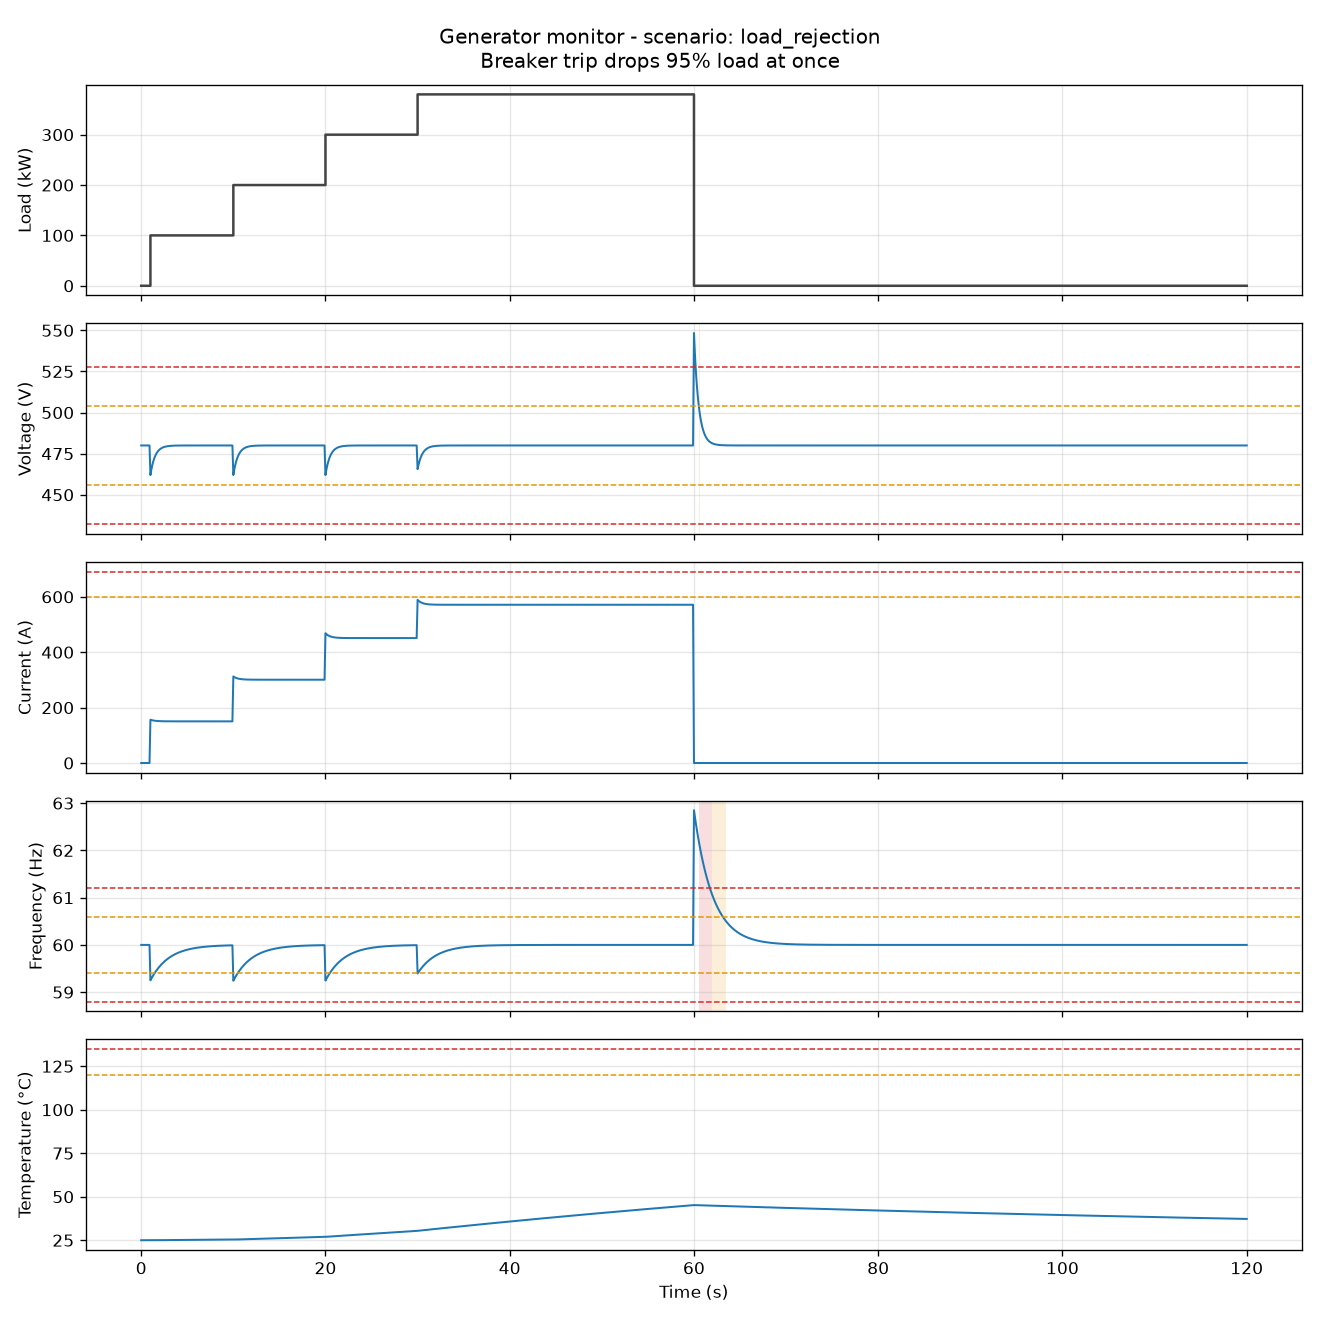 Generator monitor - scenario: load_rejection
Breaker trip drops 95% load at once
Load (kW)
300
200
100
0
Voltage (V)
550
525
500
475
450
Current (A)
600
400
200
0
Frequency (Hz)
63
62
61
60
59
Temperature (°C)
125
100
75
50
25
0 20 40 60 80 100 120
Time (s)